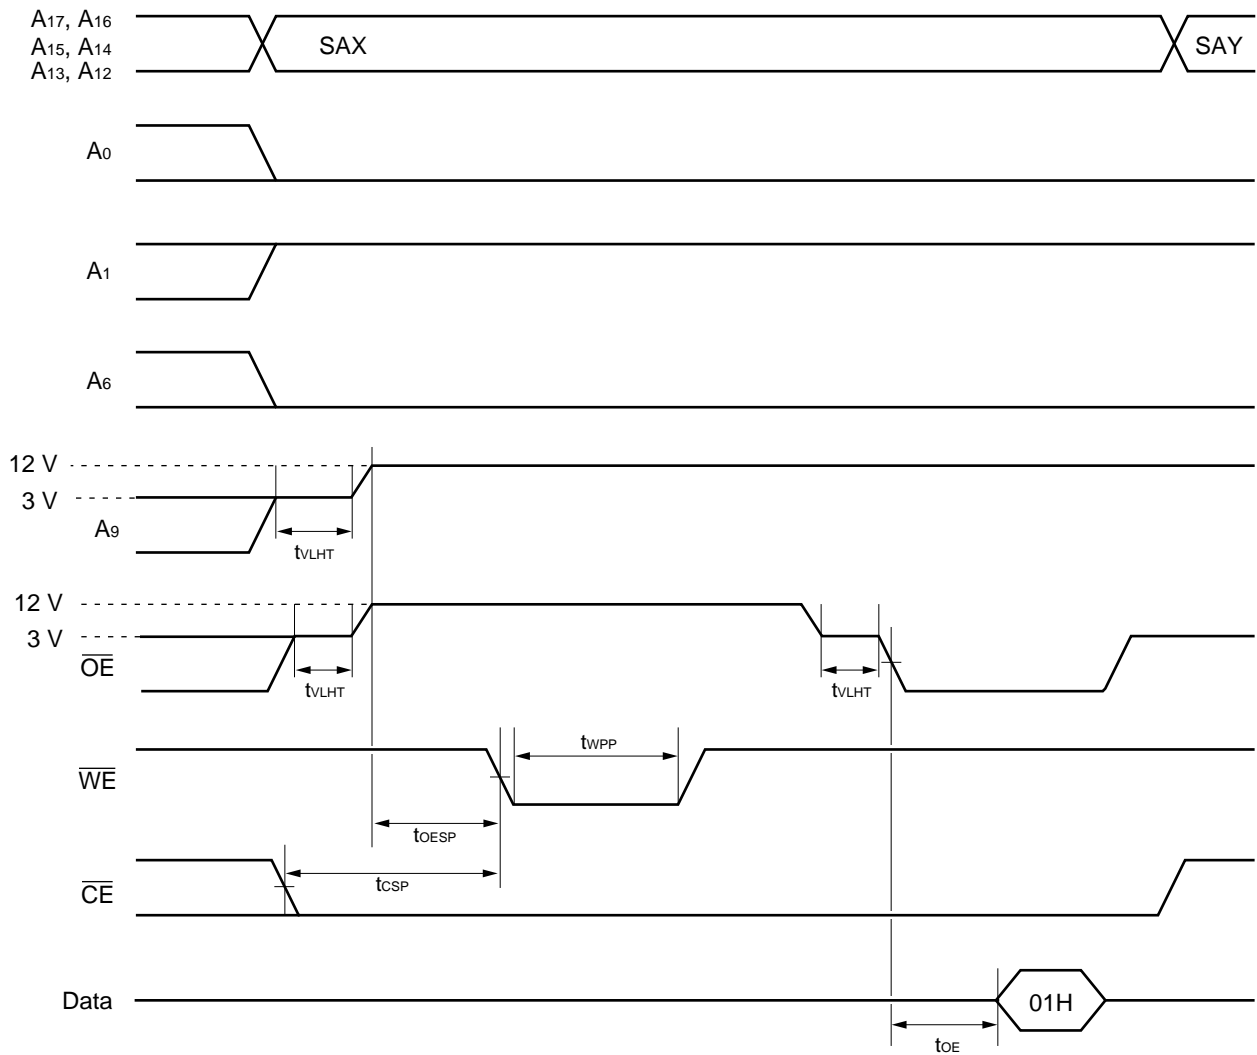 A17, A16
A15, A14
A13, A12
SAX
SAY
A0
A1
A6
12 V
3 V
A9
tVLHT
12 V
3 V
OE
tVLHT
tVLHT
WE
tWPP
tOESP
CE
tCSP
Data
01H
tOE